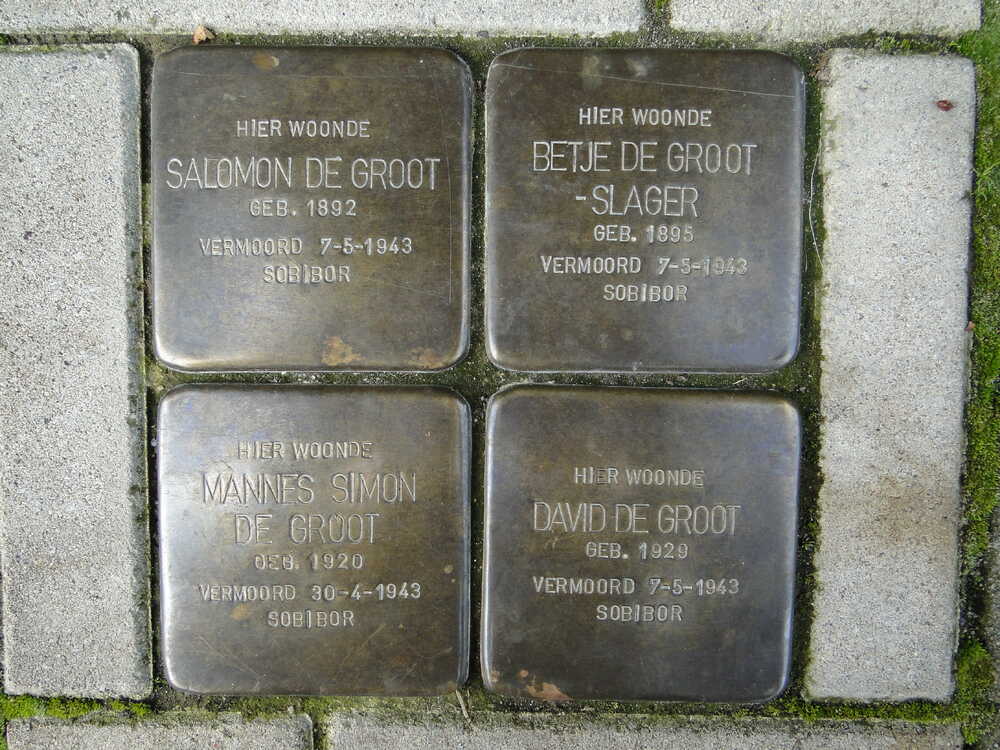 HIER WOONDE
SALOMON DE GROOT
GEB. 1892
VERMOORD 7-5-1943
SOBIBOR
HIER WOONDE
BETJE DE GROOT
-SLAGER
GEB. 1895
VERMOORD 7-5-1943
SOBIBOR
HIER WOONDE
MANNES SIMON
DE GROOT
GEB. 1920
VERMOORD 30-4-1943
SOBIBOR
HIER WOONDE
DAVID DE GROOT
GEB. 1929
VERMOORD 7-5-1943
SOBIBOR